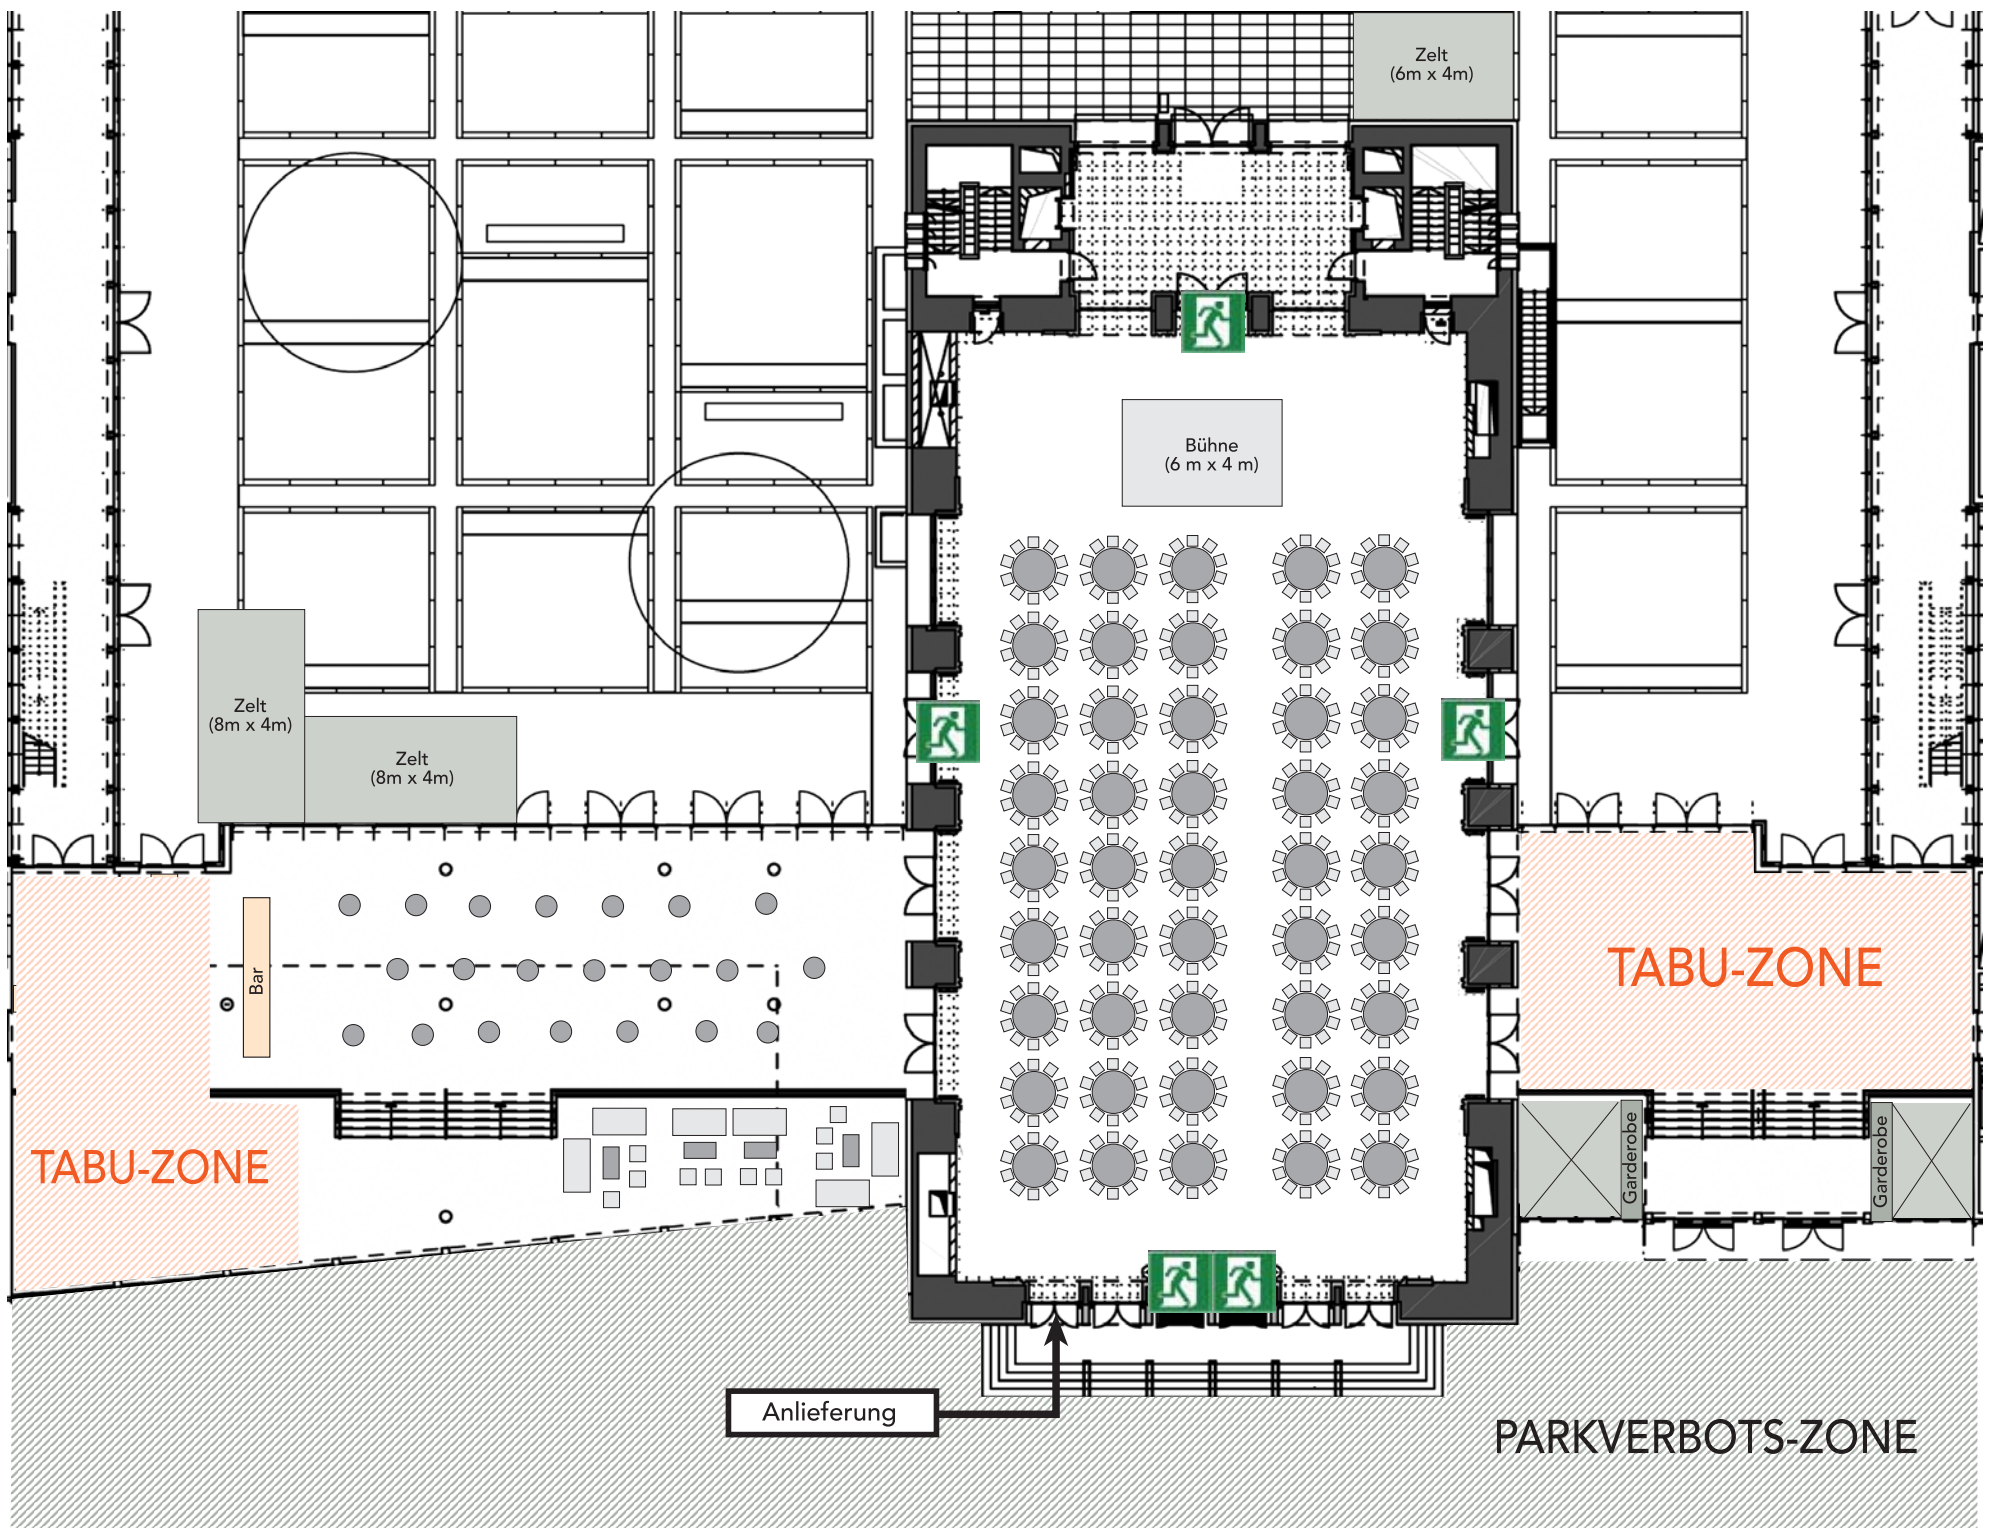 Zelt
(6m x 4m)
Bühne
(6 m x 4 m)
Zelt
(8m x 4m)
Zelt
(8m x 4m)
Bar
TABU-ZONE
TABU-ZONE
Garderobe
Garderobe
Anlieferung
PARKVERBOTS-ZONE